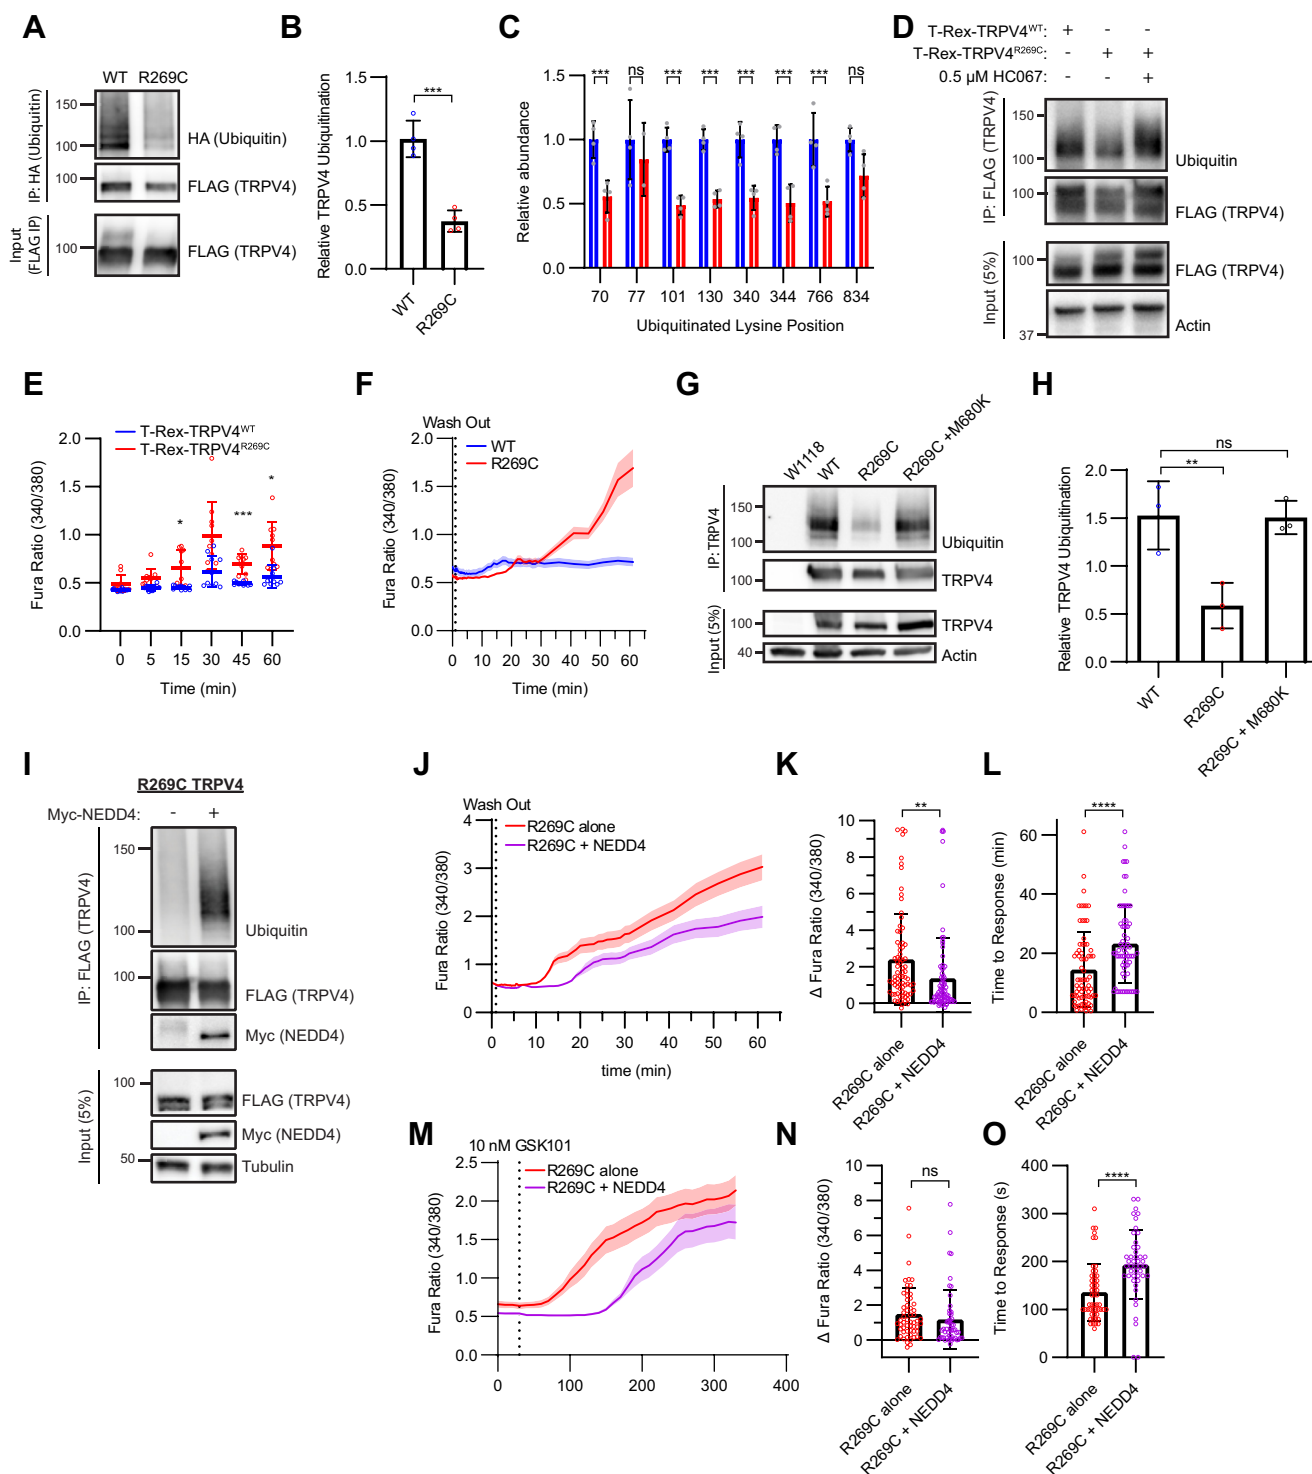 A
WT R269C
IP: HA (Ubiquitin)
150
100
HA (Ubiquitin)
100
FLAG (TRPV4)
Input
(FLAG IP)
100
FLAG (TRPV4)
B
Relative TRPV4 Ubiquitination
1.5
1.0
0.5
0.0
***
WT
R269C
C
Relative abundance
1.5
1.0
0.5
0.0
*** ns *** *** *** *** *** ns
70 77 101 130 340 344 766 834
Ubiquitinated Lysine Position
D
T-Rex-TRPV4WT: + - -
T-Rex-TRPV4R269C: - + +
0.5 μM HC067: - - +
IP: FLAG (TRPV4)
150
100
Ubiquitin
100
FLAG (TRPV4)
Input (5%)
100
FLAG (TRPV4)
37
Actin
E
T-Rex-TRPV4WT
T-Rex-TRPV4R269C
Fura Ratio (340/380)
2.0
1.5
1.0
0.5
0.0
* *** *
0 5 15 30 45 60
Time (min)
F
Wash Out
WT
R269C
Fura Ratio (340/380)
2.0
1.5
1.0
0.5
0.0
0 10 20 30 40 50 60
Time (min)
G
W1118 WT R269C R269C +M680K
IP:TRPV4
150
100
Ubiquitin
100
TRPV4
Input (5%)
100
TRPV4
40
Actin
H
Relative TRPV4 Ubiquitination
2.0
1.5
1.0
0.5
0.0
ns
**
WT
R269C
R269C + M680K
I
R269C TRPV4
Myc-NEDD4: - +
IP: FLAG (TRPV4)
150
100
Ubiquitin
100
FLAG (TRPV4)
Myc (NEDD4)
Input (5%)
100
FLAG (TRPV4)
Myc (NEDD4)
50
Tubulin
J
Wash Out
R269C alone
R269C + NEDD4
Fura Ratio (340/380)
4
3
2
1
0
0 10 20 30 40 50 60
time (min)
K
Δ Fura Ratio (340/380)
10
8
6
4
2
0
**
R269C alone
R269C + NEDD4
L
Time to Response (min)
60
40
20
0
****
R269C alone
R269C + NEDD4
M
10 nM GSK101
R269C alone
R269C + NEDD4
Fura Ratio (340/380)
2.5
2.0
1.5
1.0
0.5
0.0
0 100 200 300 400
N
Δ Fura Ratio (340/380)
10
8
6
4
2
0
ns
R269C alone
R269C + NEDD4
O
Time to Response (s)
400
300
200
100
0
****
R269C alone
R269C + NEDD4